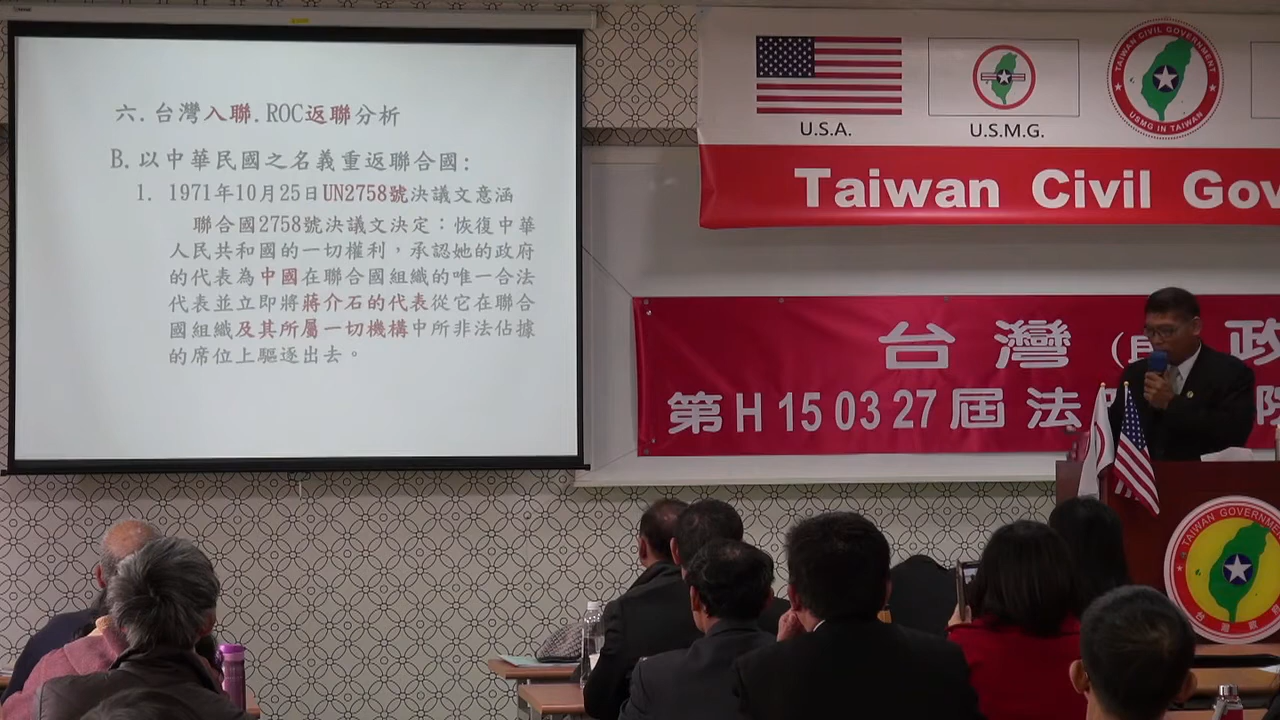 六.台灣入聯.ROC返聯分析
B.以中華民國之名義重返聯合國:
1. 1971年10月25日UN2758號決議文意涵
聯合國2758號決議文決定：恢復中華
人民共和國的一切權利，承認她的政府
的代表為中國在聯合國組織的唯一合法
代表並立即將蔣介石的代表從它在聯合
國組織及其所屬一切機構中所非法佔據
的席位上驅逐出去。
U.S.A.
U.S.M.G.
TAIWAN CIVIL GOVERNMENT
USMG IN TAIWAN
Taiwan Civil Gov
台灣
政
第H 15 03 27屆法
TAIWAN GOVERNMEN
台灣政